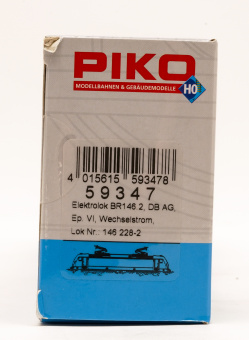 PIKO
MODELLBAHNEN & GEBÄUDEMODELLE
H0
4 015615 593478
59347
Elektrolok BR146.2, DB AG,
Ep. VI, Wechselstrom,
Lok Nr.: 146 228-2